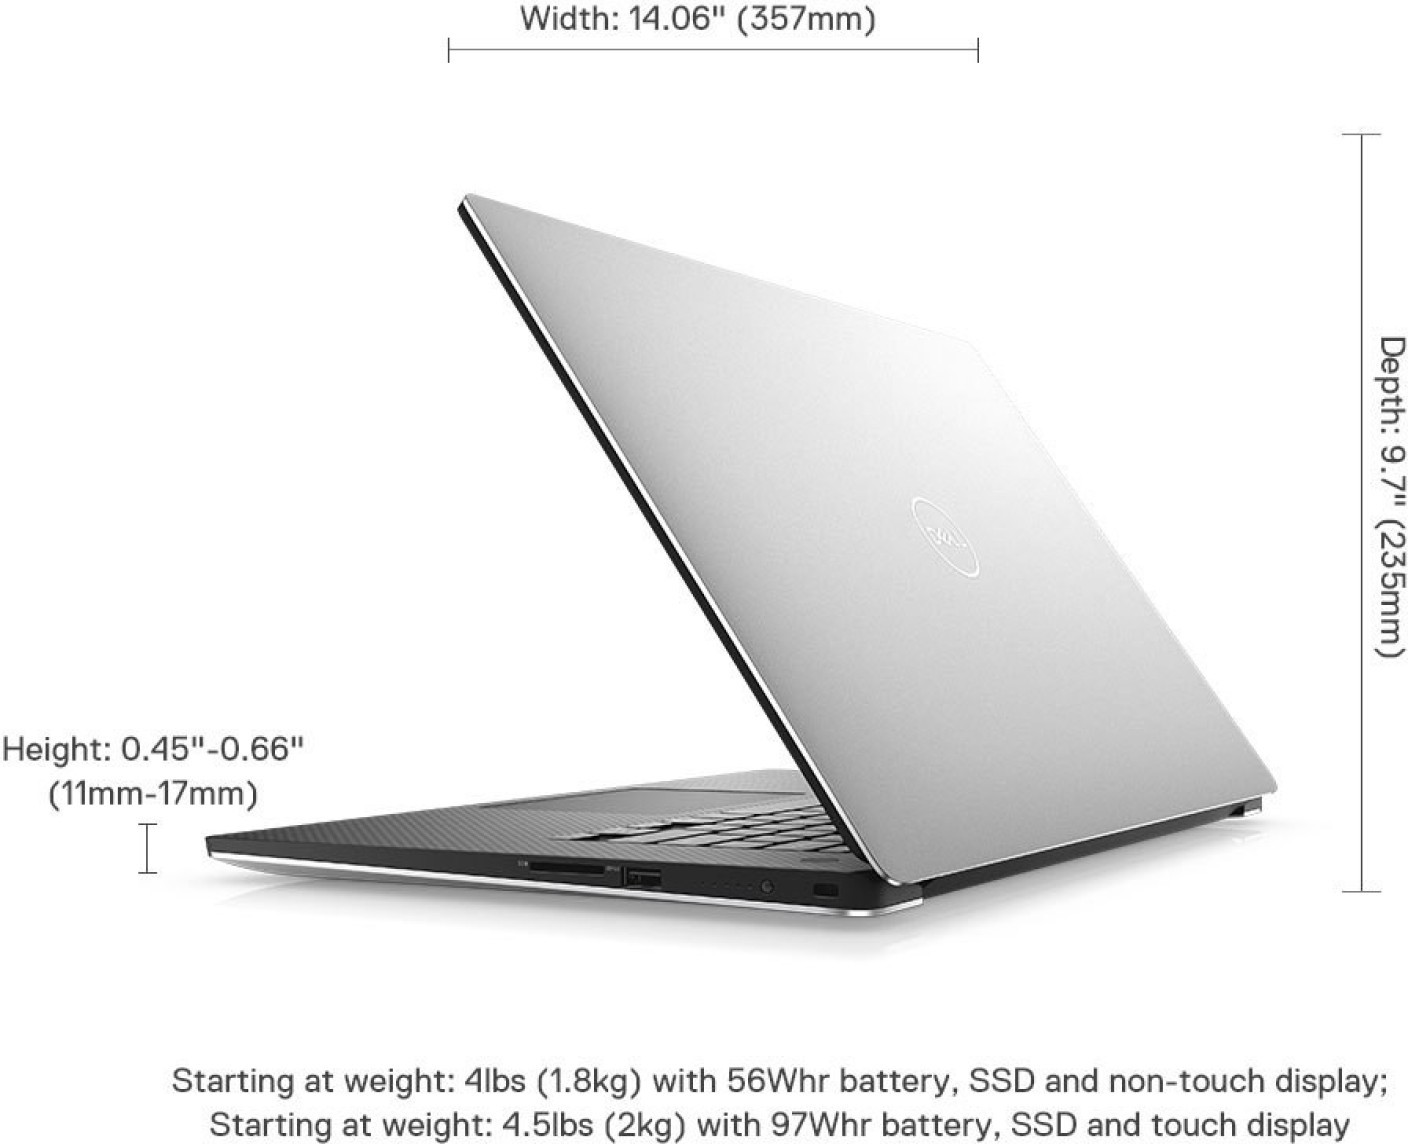 Width: 14.06" (357mm)
Depth: 9.7" (235mm)
Height: 0.45"-0.66"
(11mm-17mm)
DELL
Starting at weight: 4lbs (1.8kg) with 56Whr battery, SSD and non-touch display;
Starting at weight: 4.5lbs (2kg) with 97Whr battery, SSD and touch display